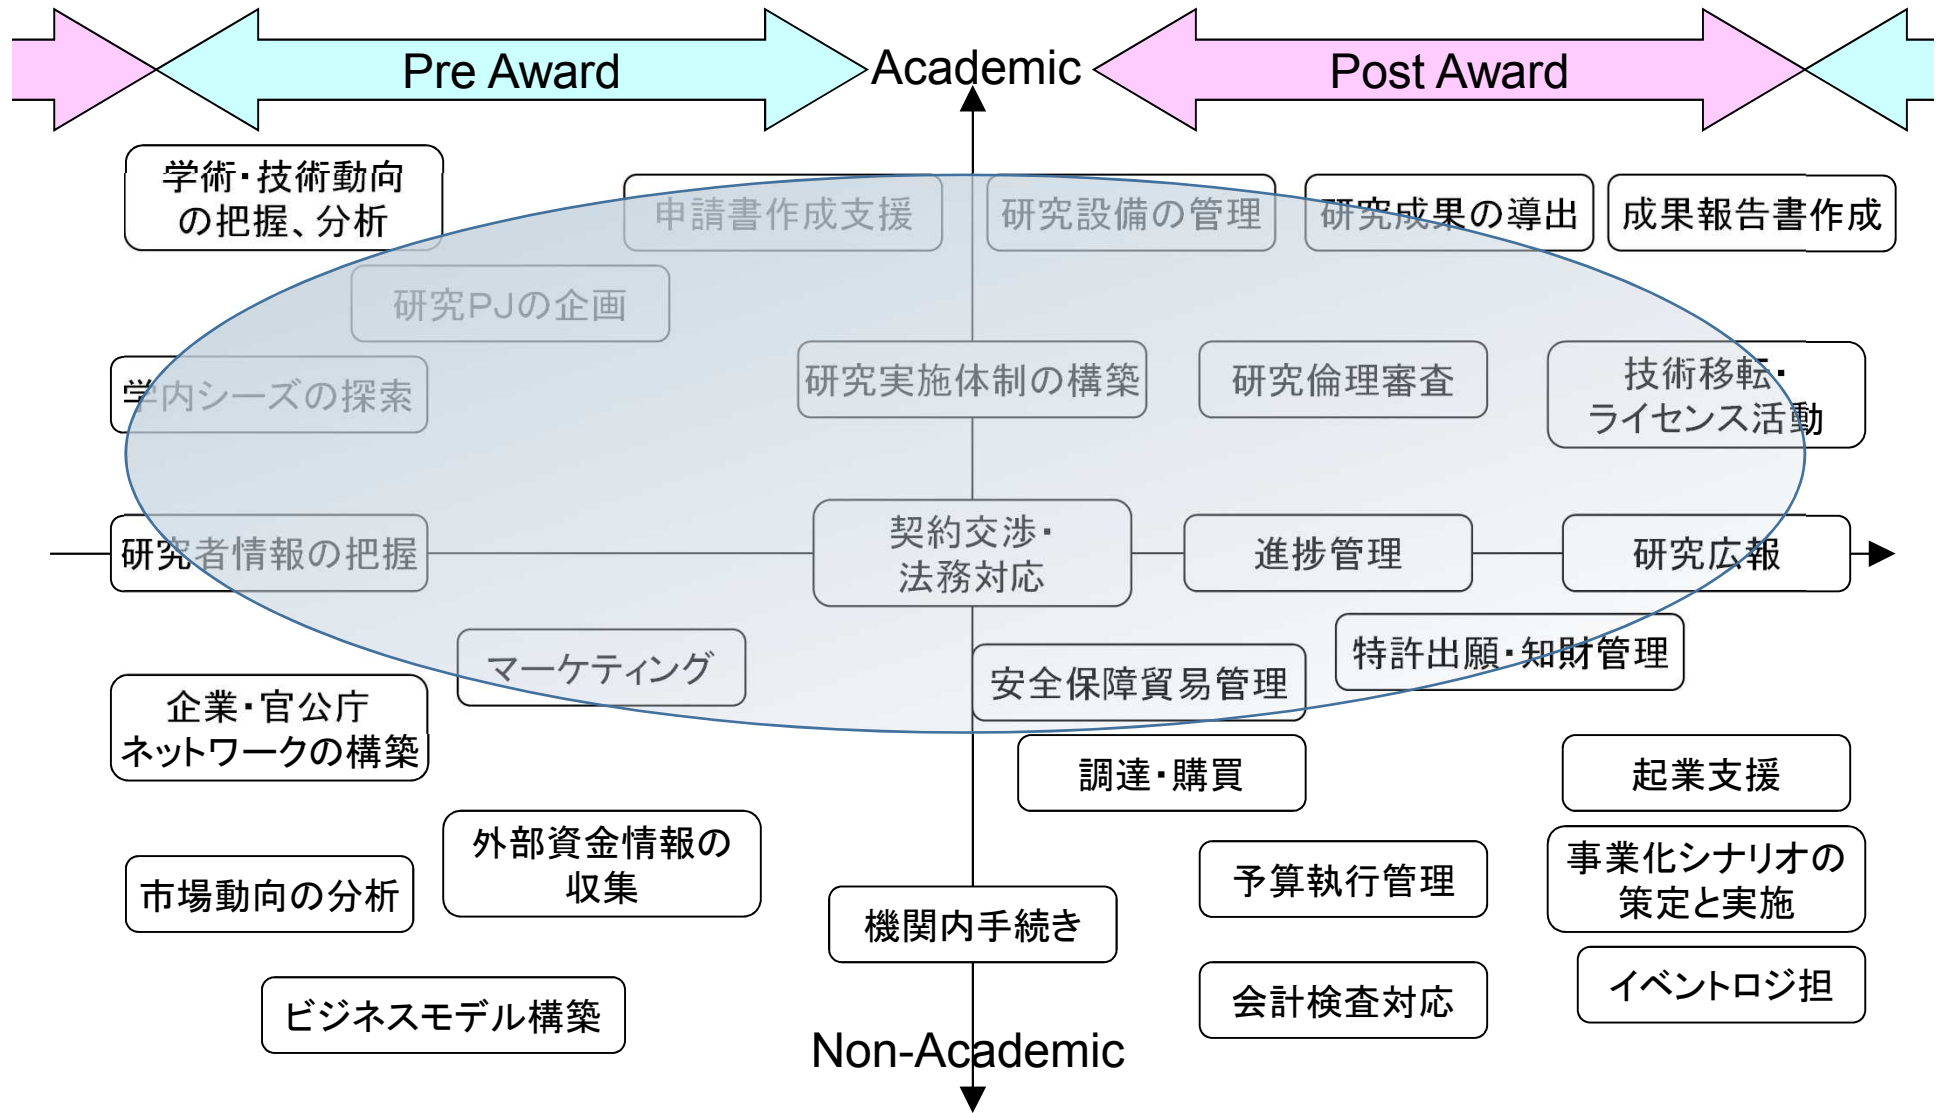 Pre Award
Academic
Post Award
学術・技術動向
の把握、分析
申請書作成支援
研究設備の管理
研究成果の導出
成果報告書作成
研究PJの企画
学内シーズの探索
研究実施体制の構築
研究倫理審査
技術移転・
ライセンス活動
研究者情報の把握
契約交渉・
法務対応
進捗管理
研究広報
マーケティング
安全保障貿易管理
特許出願・知財管理
企業・官公庁
ネットワークの構築
調達・購買
起業支援
外部資金情報の
収集
市場動向の分析
機関内手続き
予算執行管理
事業化シナリオの
策定と実施
ビジネスモデル構築
会計検査対応
イベントロジ担
Non-Academic